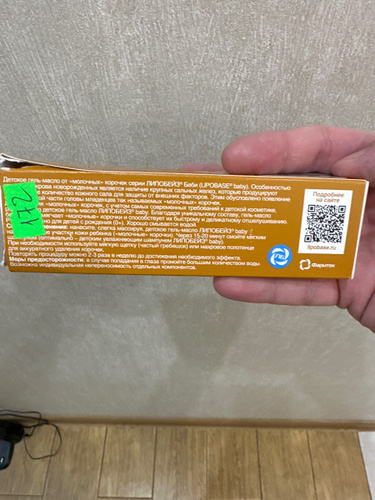 Детское гель-масло от «молочных» корочек серии ЛИПОБЕЙЗ® Беби (LIPOBASE® baby). Особенностью
покрова новорожденных является наличие крупных сальных желез, которые продуцируют
количество кожного сала для защиты от внешних факторов. Этим обусловлено появление
части головы младенцев так называемых «молочных» корочек.
«молочных» корочек, с учетом самых современных требований к детской косметике,
детское гель-масло ЛИПОБЕЙЗ® baby. Благодаря уникальному составу, гель-масло
«молочные» корочки и способствует их быстрому и деликатному отшелушиванию.
для детей с рождения (0+). Хорошо смывается водой.
нанесите, слегка массируя, детское гель-масло ЛИПОБЕЙЗ® baby
участки кожи ребенка («молочные» корочки). Через 15-20 минут смойте мягким
– детским увлажняющим шампунем ЛИПОБЕЙЗ® baby).
При необходимости используйте мягкую щетку (частый гребешок) или махровое полотенце
для аккуратного удаления корочек.
Повторять процедуру 2-3 раза в неделю до достижения необходимого эффекта.
Меры предосторожности: в случае попадания в глаза промойте большим количеством воды.
Возможна индивидуальная непереносимость отдельных компонентов.
172
Подробнее
на сайте
lipobase.ru
Фармтек